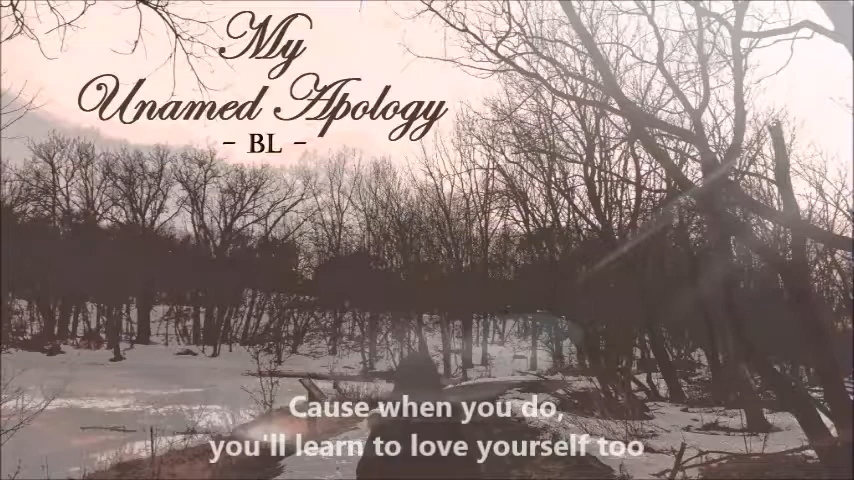 My
Unamed Apology
- BL -
Cause when you do,
you'll learn to love yourself too